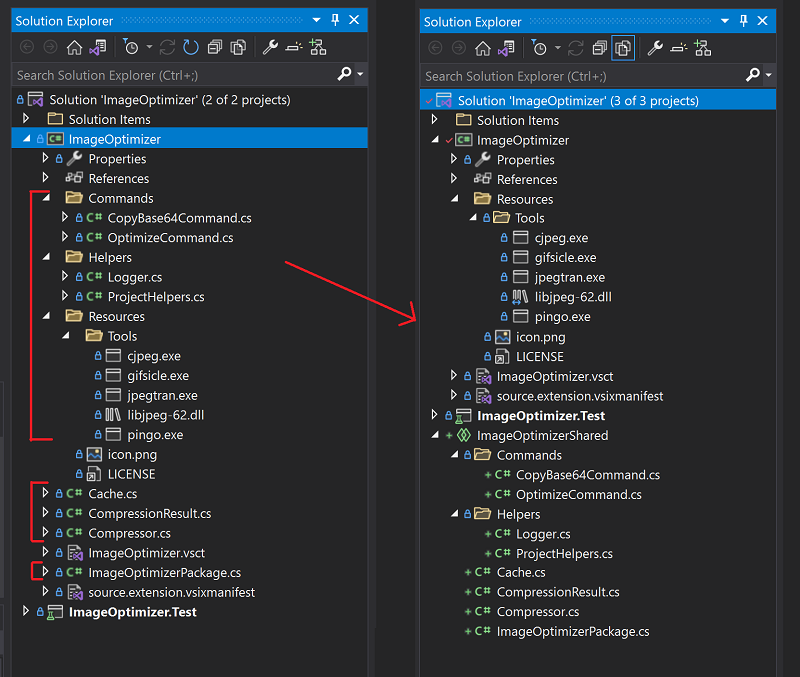 Solution Explorer
Search Solution Explorer (Ctrl+;)
Solution 'ImageOptimizer' (2 of 2 projects)
Solution Items
ImageOptimizer
Properties
References
Commands
CopyBase64Command.cs
OptimizeCommand.cs
Helpers
Logger.cs
ProjectHelpers.cs
Resources
Tools
cjpeg.exe
gifsicle.exe
jpegtran.exe
libjpeg-62.dll
pingo.exe
icon.png
LICENSE
Cache.cs
CompressionResult.cs
Compressor.cs
ImageOptimizer.vsct
ImageOptimizerPackage.cs
source.extension.vsixmanifest
ImageOptimizer.Test
Solution Explorer
Search Solution Explorer (Ctrl+;)
Solution 'ImageOptimizer' (3 of 3 projects)
Solution Items
ImageOptimizer
Properties
References
Resources
Tools
cjpeg.exe
gifsicle.exe
jpegtran.exe
libjpeg-62.dll
pingo.exe
icon.png
LICENSE
ImageOptimizer.vsct
source.extension.vsixmanifest
ImageOptimizer.Test
ImageOptimizerShared
Commands
CopyBase64Command.cs
OptimizeCommand.cs
Helpers
Logger.cs
ProjectHelpers.cs
Cache.cs
CompressionResult.cs
Compressor.cs
ImageOptimizerPackage.cs